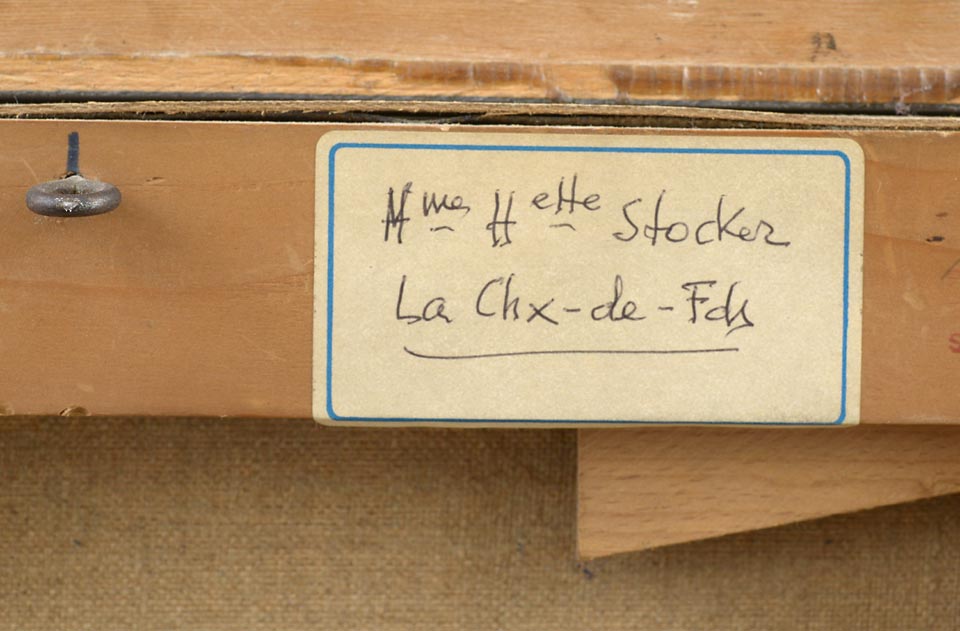 Mme Hette Stocker
La Chx-de-Fds